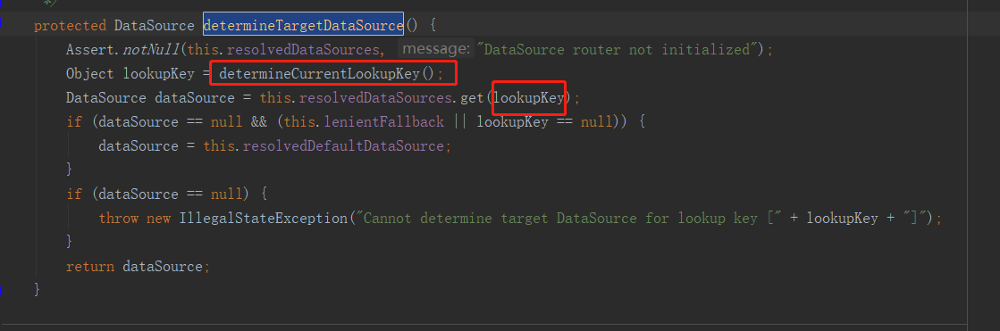 */
protected DataSource determineTargetDataSource() {
Assert.notNull(this.resolvedDataSources, message: "DataSource router not initialized");
Object lookupKey = determineCurrentLookupKey();
DataSource dataSource = this.resolvedDataSources.get(lookupKey);
if (dataSource == null && (this.lenientFallback || lookupKey == null)) {
dataSource = this.resolvedDefaultDataSource;
}
if (dataSource == null) {
throw new IllegalStateException("Cannot determine target DataSource for lookup key [" + lookupKey + "]");
}
return dataSource;
}